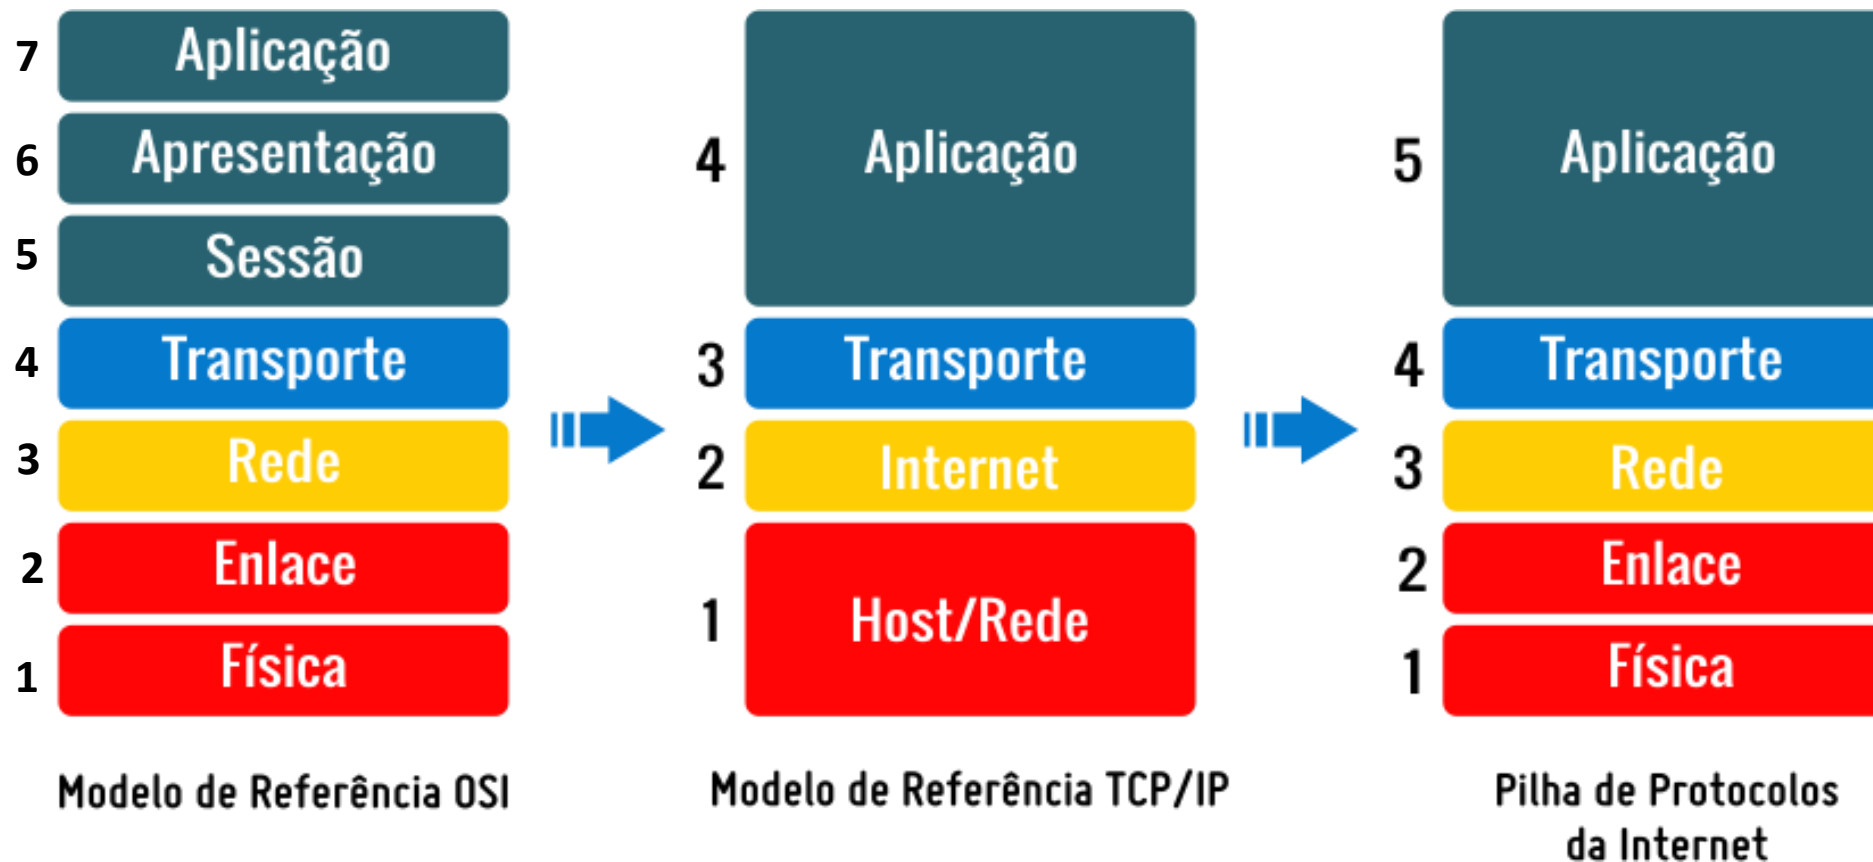 7 Aplicação
6 Apresentação
5 Sessão
4 Transporte
3 Rede
2 Enlace
1 Física
Modelo de Referência OSI
4 Aplicação
3 Transporte
2 Internet
1 Host/Rede
Modelo de Referência TCP/IP
5 Aplicação
4 Transporte
3 Rede
2 Enlace
1 Física
Pilha de Protocolos
da Internet